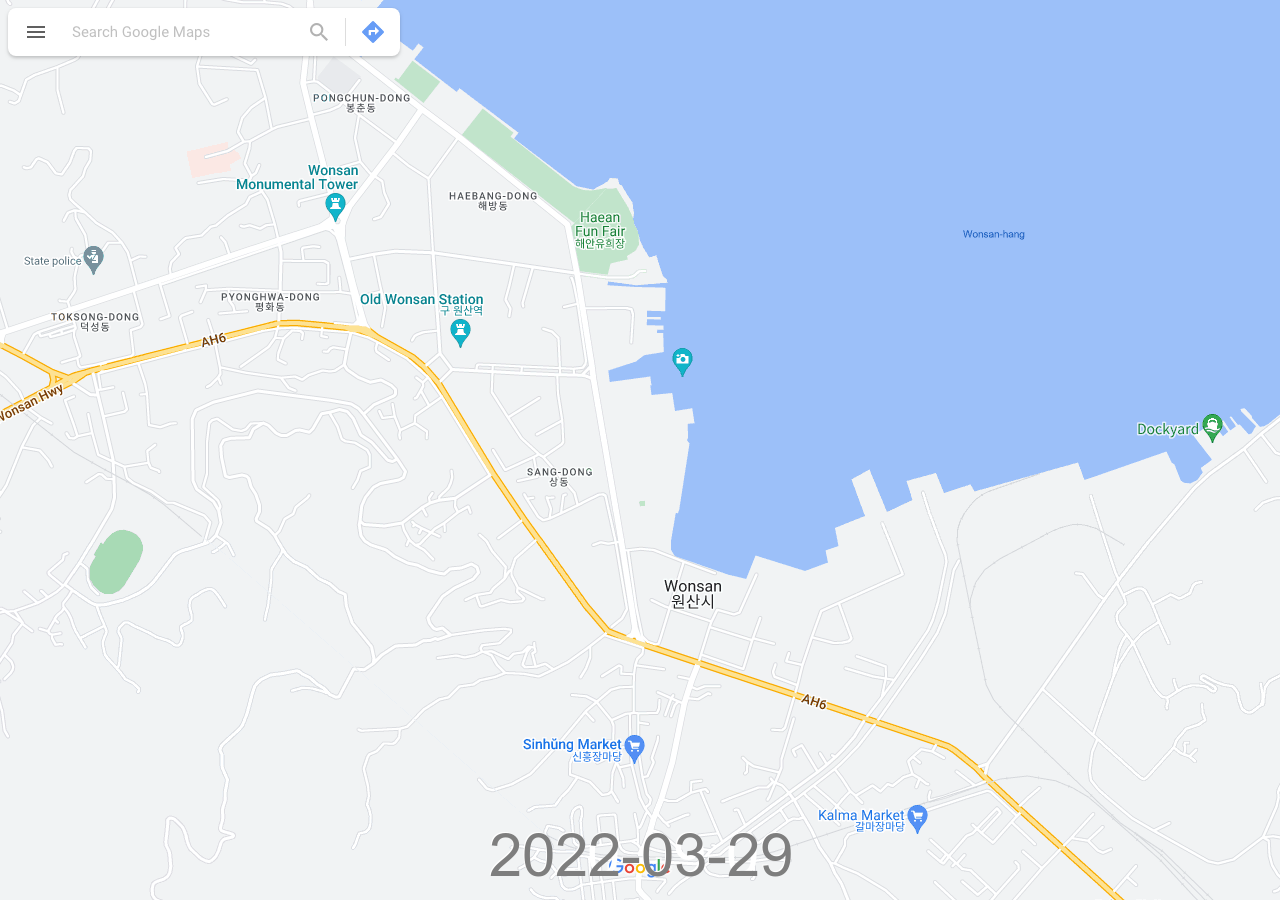 Search Google Maps
PONGCHUN-DONG
봉춘동
Wonsan
Monumental Tower
HAEBANG-DONG
해방동
Haean
Fun Fair
해안유희장
Wonsan-hang
State police
PYONGHWA-DONG
평화동
Old Wonsan Station
구 원산역
TOKSONG-DONG
덕성동
AH6
Wonsan Hwy
Dockyard
SANG-DONG
상동
Wonsan
원산시
AH6
Sinhŭng Market
신흥장마당
Kalma Market
갈마장마당
Google
2022-03-29